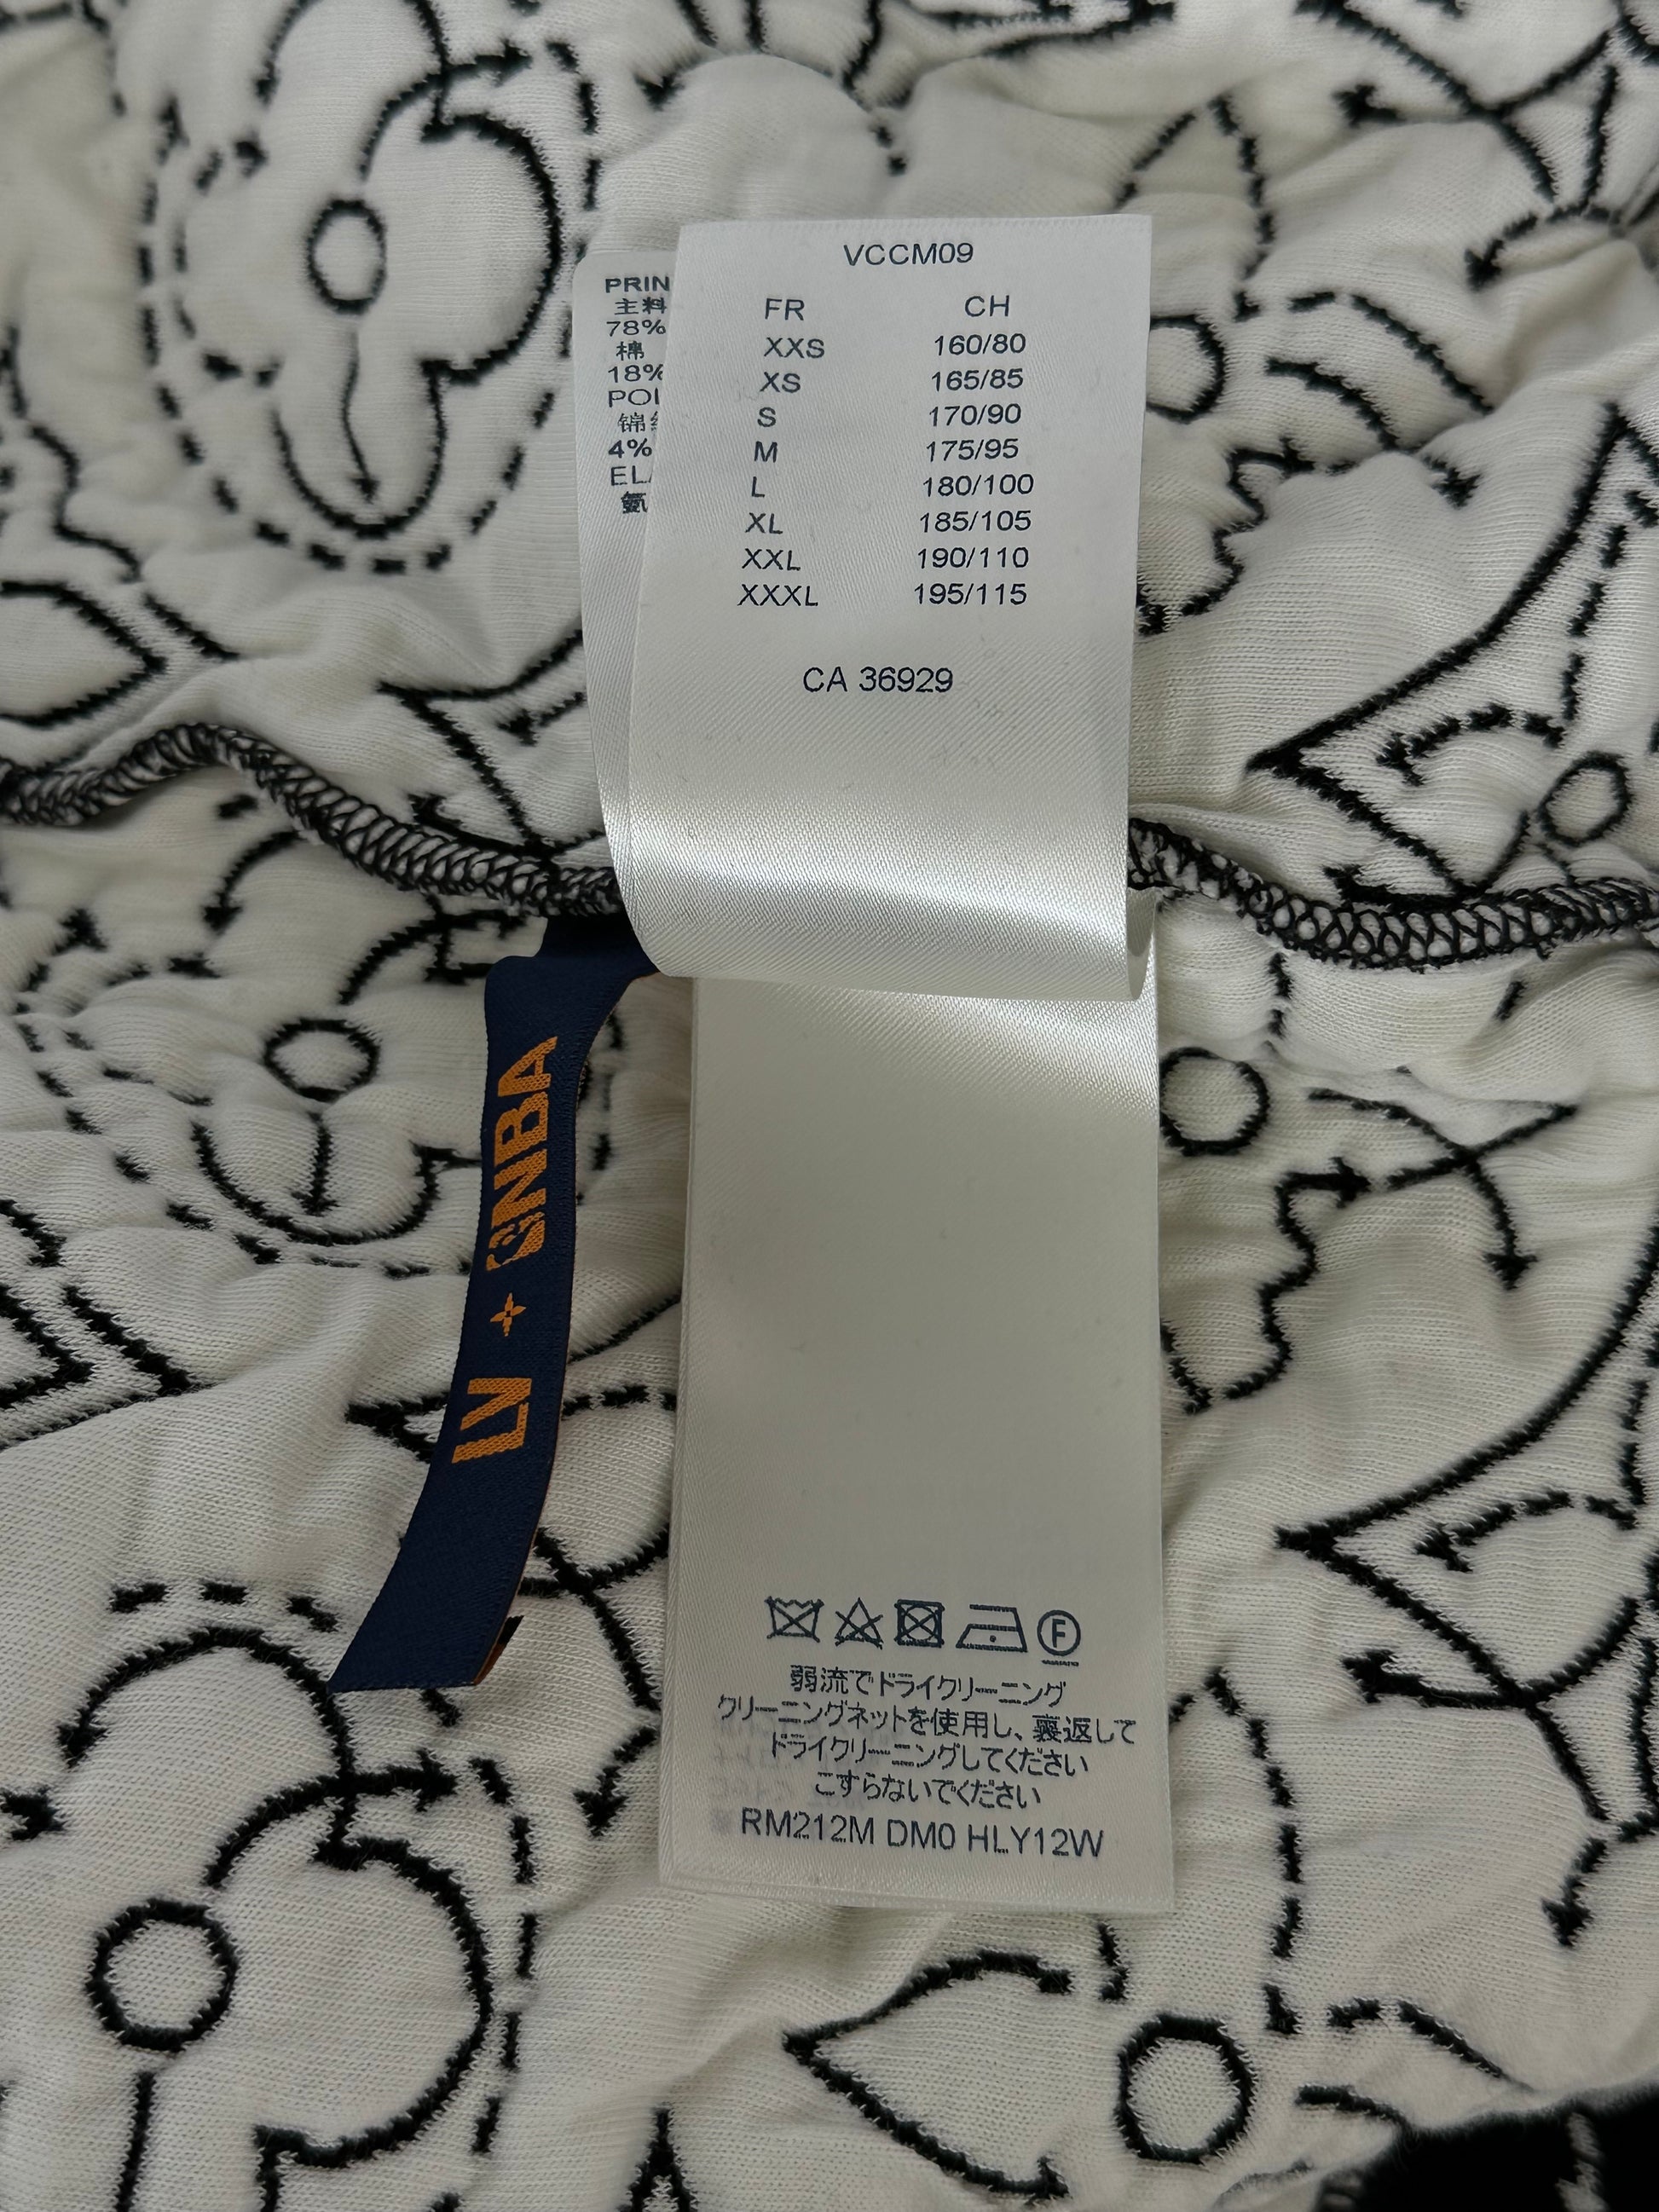 VCCM09
FR CH
XXS 160/80
XS 165/85
S 170/90
M 175/95
L 180/100
XL 185/105
XXL 190/110
XXXL 195/115
CA 36929
PRIN
主料
78%
棉
18%
POL
锦
4%
ELA
氨
LV NBA
F
弱流でドライクリーニング
クリーニングネットを使用し、裏返して
ドライクリーニングしてください
こすらないでください
RM212M DM0 HLY12W